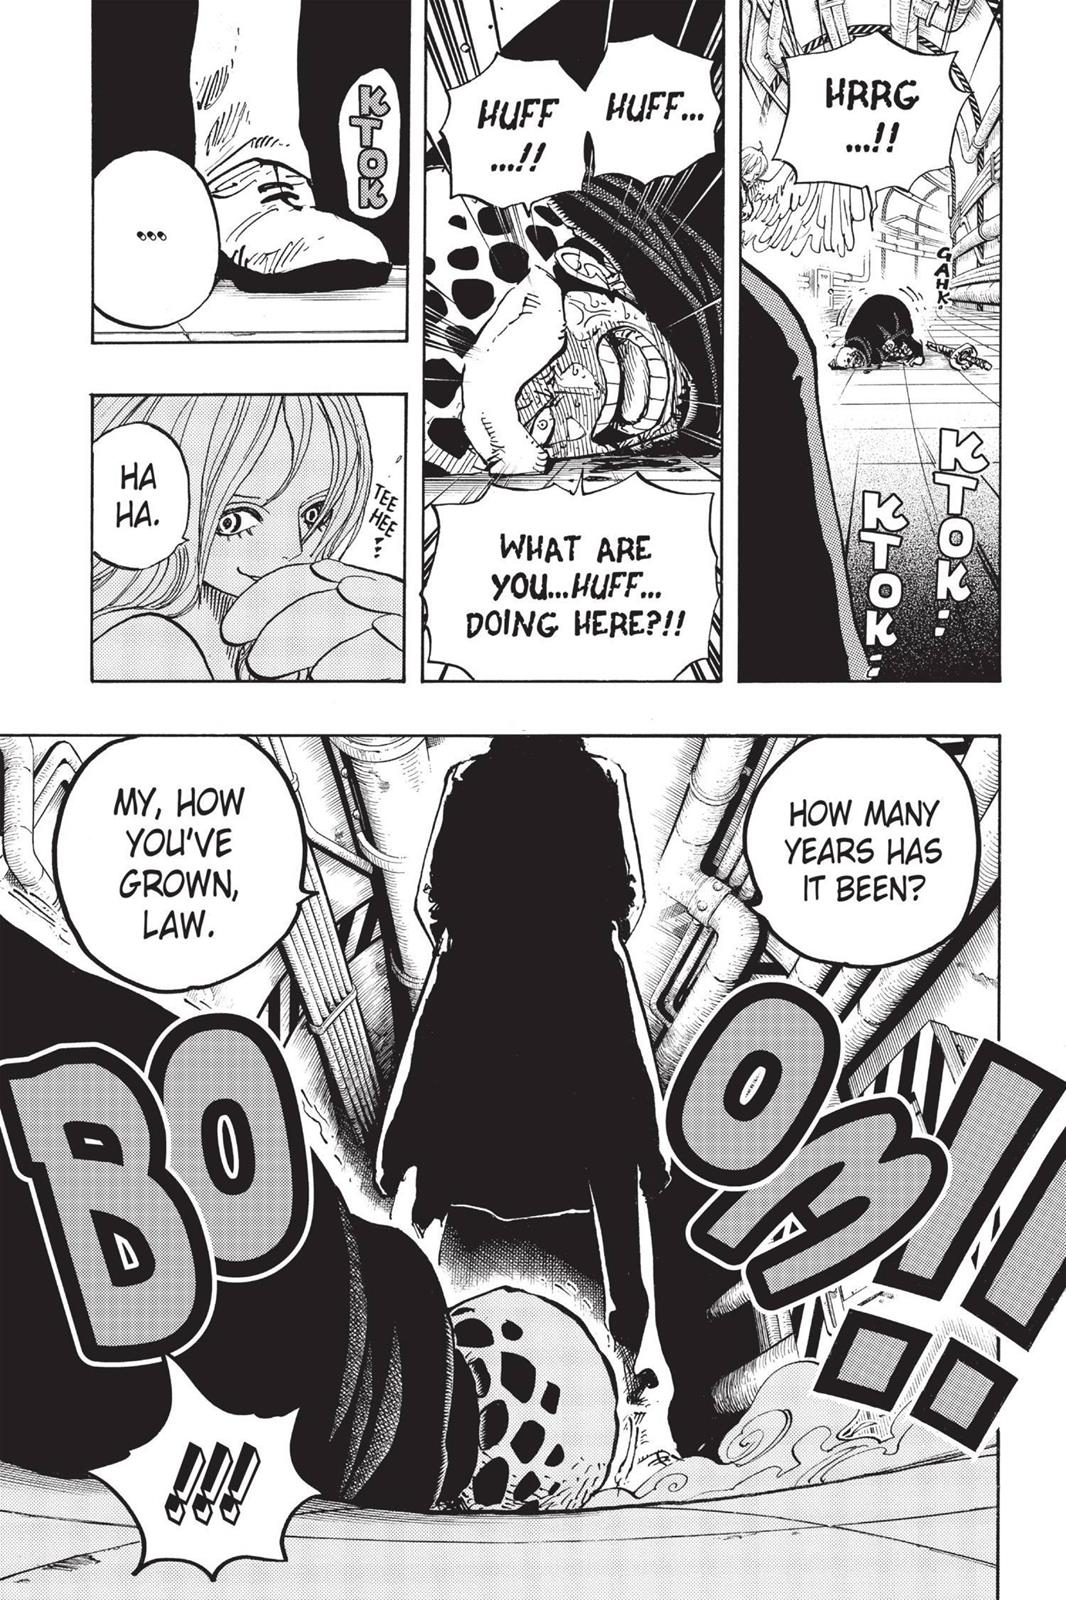 HRRG
...!!
GAHK!
KTOK...
KTOK...
HUFF...
HUFF
...!!
WHAT ARE
YOU...HUFF...
DOING HERE?!!
KTOK
...
TEE
HEE
HA
HA.
HOW MANY
YEARS HAS
IT BEEN?
MY, HOW
YOU'VE
GROWN,
LAW.
BOOM!!
!!!